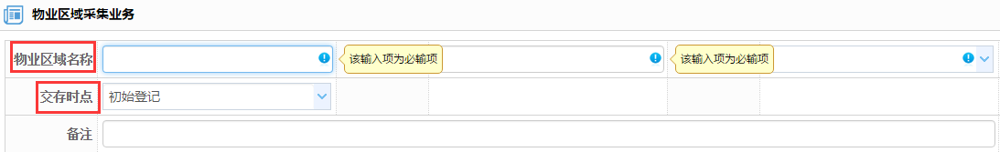 物业区域采集业务
物业区域名称 该输入项为必输项 该输入项为必输项
交存时点 初始登记
备注